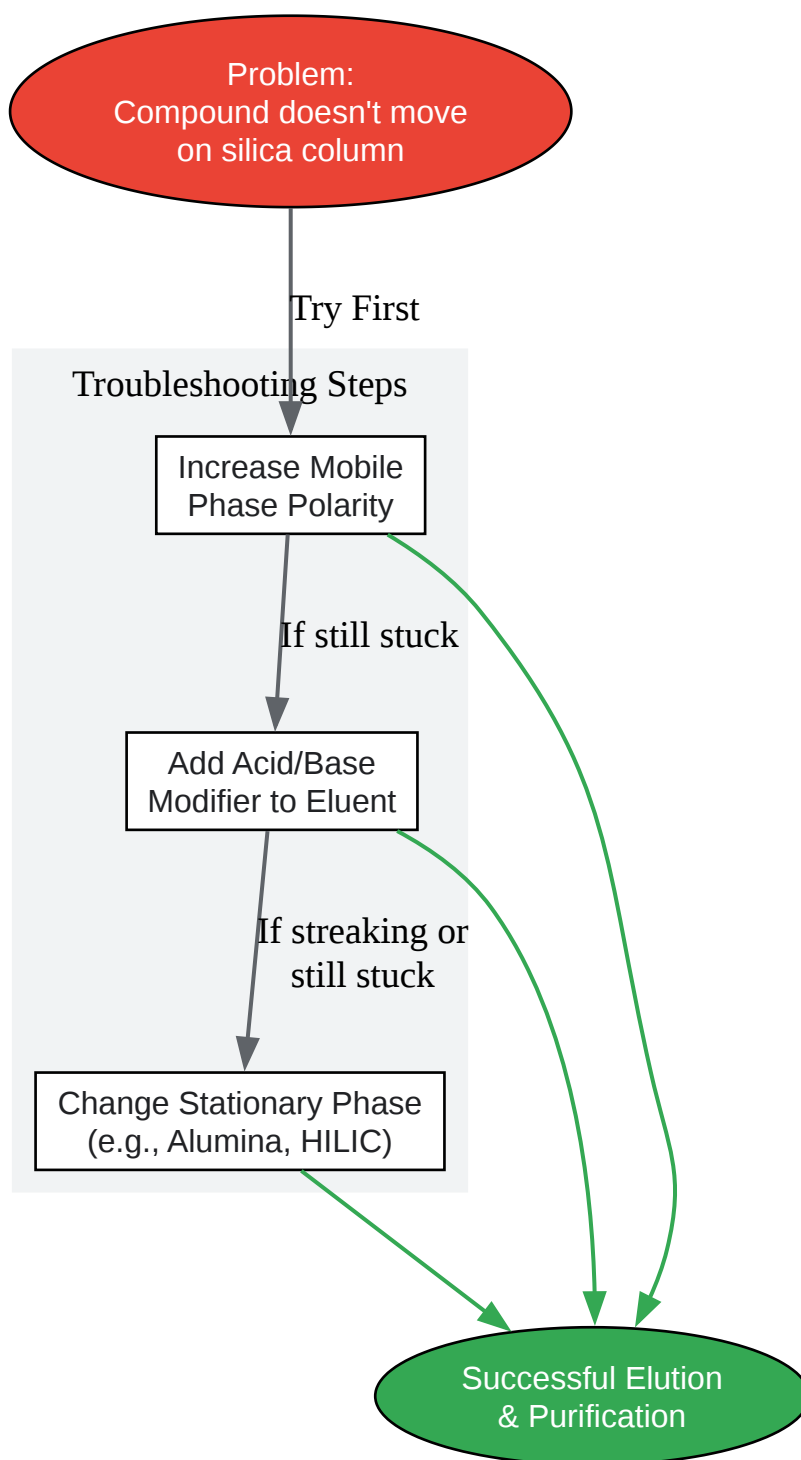 Problem:
Compound doesn't move
on silica column
Try First
Troubleshooting Steps
Increase Mobile
Phase Polarity
If still stuck
Add Acid/Base
Modifier to Eluent
If streaking or
still stuck
Change Stationary Phase
(e.g., Alumina, HILIC)
Successful Elution
& Purification